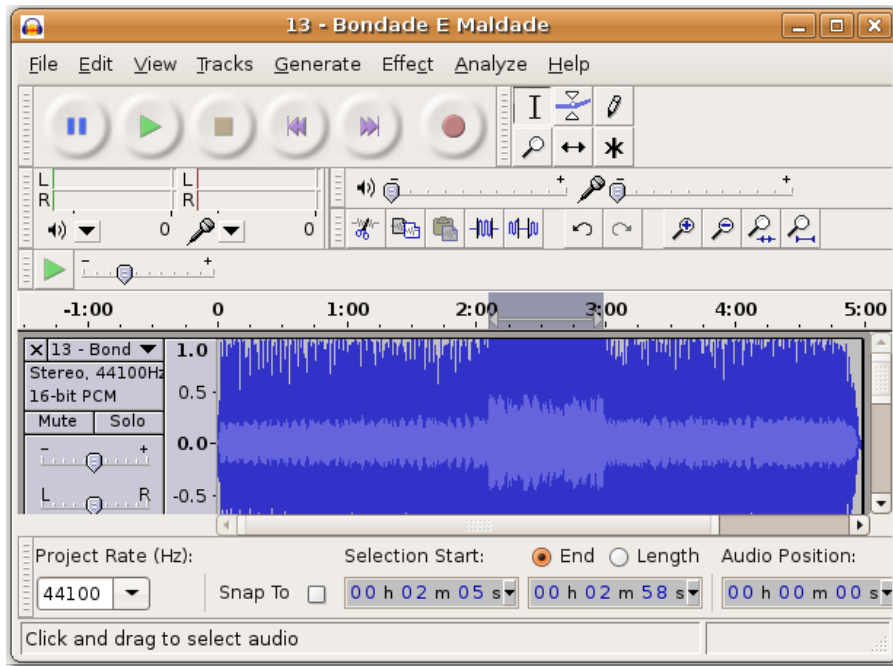 13 - Bondade E Maldade
File Edit View Tracks Generate Effect Analyze Help
L
R
L
R
- +
- +
0
0
- +
-1:00 0 1:00 2:00 3:00 4:00 5:00
X 13 - Bond
Stereo, 44100Hz
16-bit PCM
Mute Solo
- +
L R
1.0
0.5
0.0
-0.5
Project Rate (Hz): Selection Start: End Length Audio Position:
44100 Snap To 00 h 02 m 05 s 00 h 02 m 58 s 00 h 00 m 00 s
Click and drag to select audio